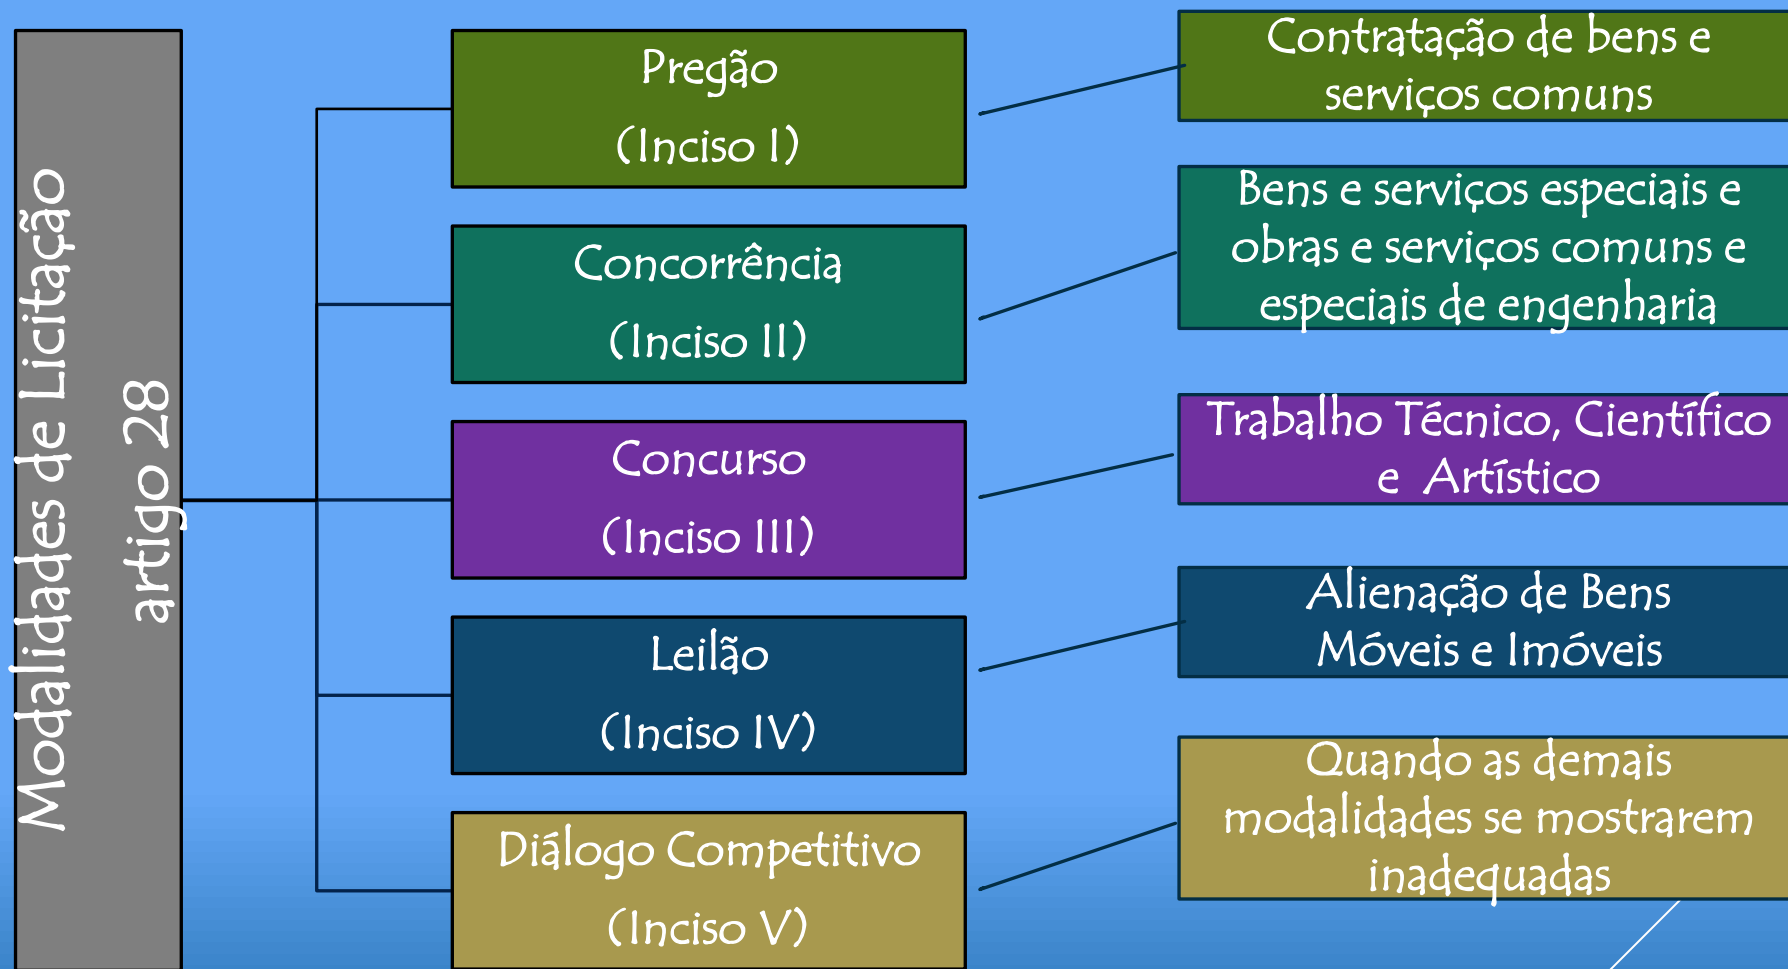 Modalidades de Licitação
artigo 28
Pregão
(Inciso I)
Contratação de bens e
serviços comuns
Concorrência
(Inciso II)
Bens e serviços especiais e
obras e serviços comuns e
especiais de engenharia
Concurso
(Inciso III)
Trabalho Técnico, Científico
e Artístico
Leilão
(Inciso IV)
Alienação de Bens
Móveis e Imóveis
Diálogo Competitivo
(Inciso V)
Quando as demais
modalidades se mostrarem
inadequadas